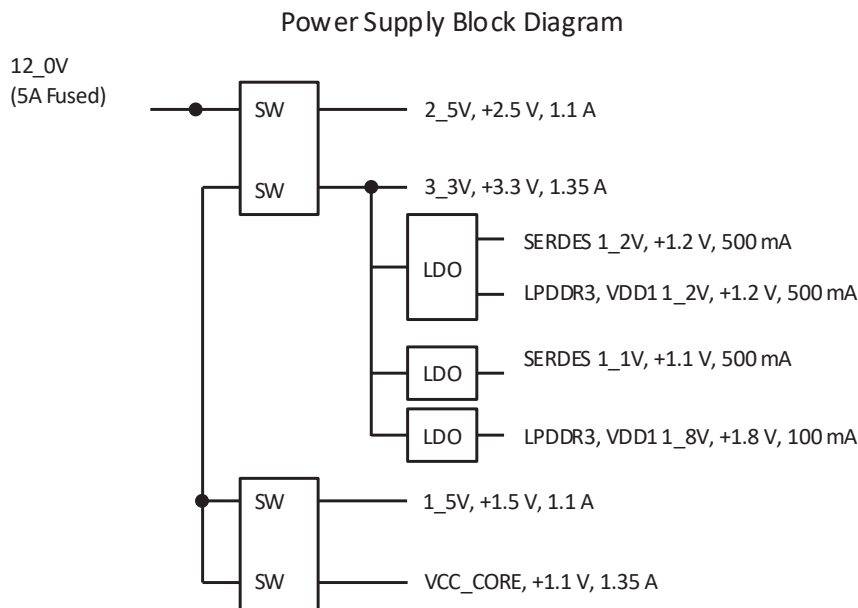 Power Supply Block Diagram
12_0V
(5A Fused)
SW
2_5V, +2.5 V, 1.1 A
SW
3_3V, +3.3 V, 1.35 A
LDO
SERDES 1_2V, +1.2 V, 500 mA
LPDDR3, VDD1 1_2V, +1.2 V, 500 mA
LDO
SERDES 1_1V, +1.1 V, 500 mA
LDO
LPDDR3, VDD1 1_8V, +1.8 V, 100 mA
SW
1_5V, +1.5 V, 1.1 A
SW
VCC_CORE, +1.1 V, 1.35 A